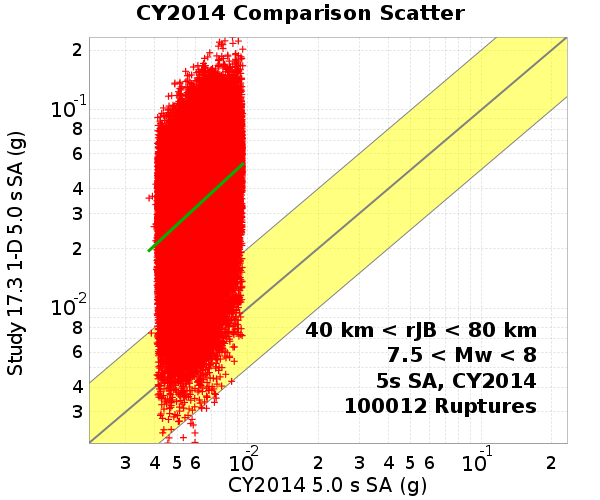 CY2014 Comparison Scatter
Study 17.3 1-D 5.0 s SA (g)
2
10-1
8
6
4
3
2
10-2
8
6
4
3
40 km < rJB < 80 km
7.5 < Mw < 8
5s SA, CY2014
100012 Ruptures
3 4 5 6 10-2 2 3 4 5 6 10-1 2
CY2014 5.0 s SA (g)